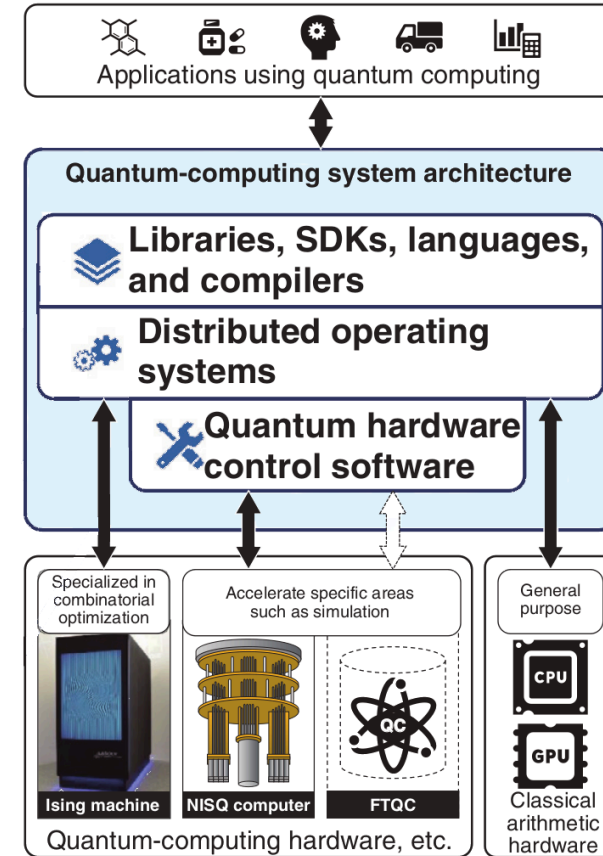 Applications using quantum computing
Quantum-computing system architecture
Libraries, SDKs, languages,
and compilers
Distributed operating
systems
Quantum hardware
control software
Specialized in
combinatorial
optimization
Accelerate specific areas
such as simulation
General
purpose
CPU
QC
GPU
Ising machine
NISQ computer
FTQC
Classical
arithmetic
hardware
Quantum-computing hardware, etc.